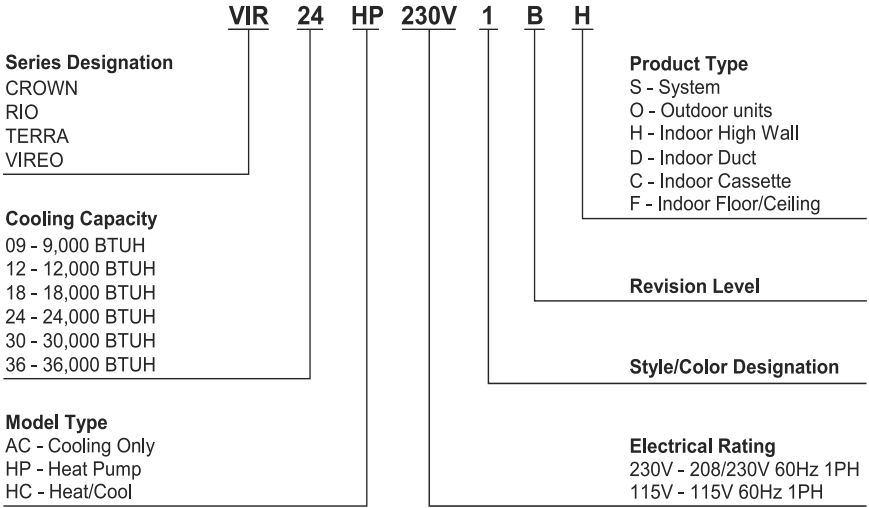 VIR 24 HP 230V 1 B H
Series Designation
CROWN
RIO
TERRA
VIREO
Cooling Capacity
09 - 9,000 BTUH
12 - 12,000 BTUH
18 - 18,000 BTUH
24 - 24,000 BTUH
30 - 30,000 BTUH
36 - 36,000 BTUH
Model Type
AC - Cooling Only
HP - Heat Pump
HC - Heat/Cool
Product Type
S - System
O - Outdoor units
H - Indoor High Wall
D - Indoor Duct
C - Indoor Cassette
F - Indoor Floor/Ceiling
Revision Level
Style/Color Designation
Electrical Rating
230V - 208/230V 60Hz 1PH
115V - 115V 60Hz 1PH